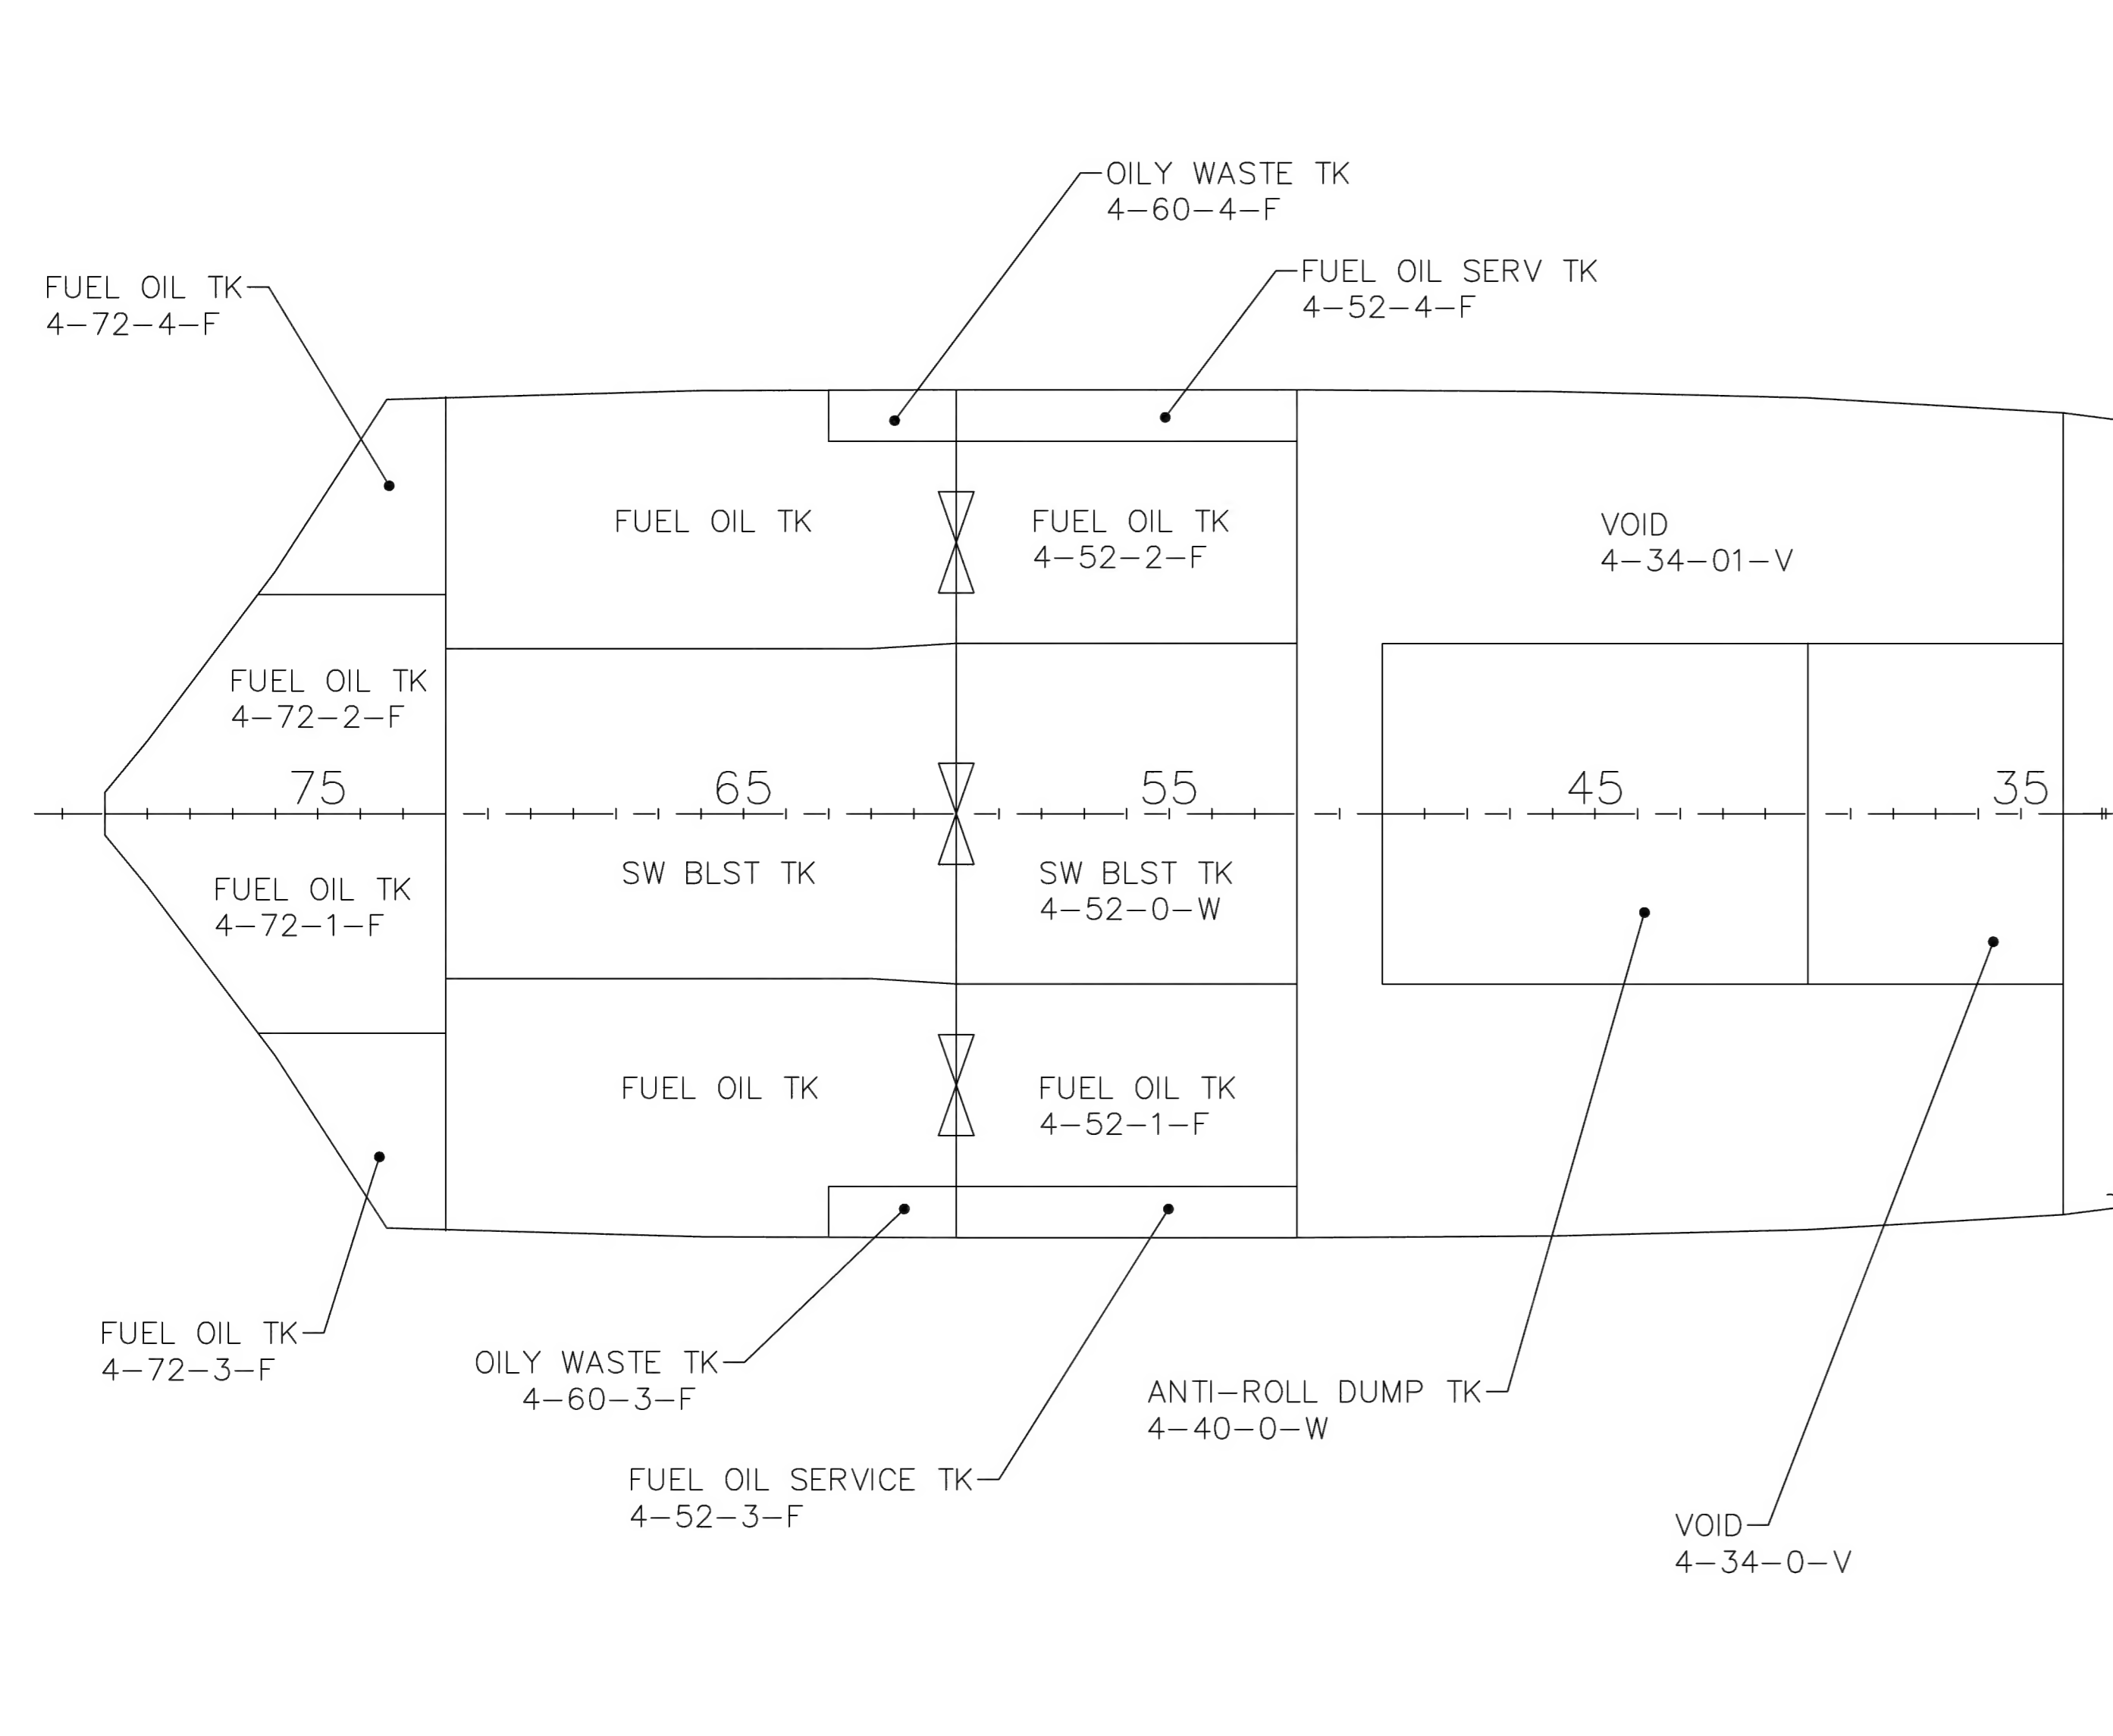 OILY WASTE TK
4-60-4-F
FUEL OIL SERV TK
4-52-4-F
FUEL OIL TK
4-72-4-F
FUEL OIL TK
FUEL OIL TK
4-52-2-F
VOID
4-34-01-V
FUEL OIL TK
4-72-2-F
75
65
55
45
35
SW BLST TK
SW BLST TK
4-52-0-W
FUEL OIL TK
4-72-1-F
FUEL OIL TK
FUEL OIL TK
4-52-1-F
FUEL OIL TK
4-72-3-F
OILY WASTE TK
4-60-3-F
ANTI-ROLL DUMP TK
4-40-0-W
FUEL OIL SERVICE TK
4-52-3-F
VOID
4-34-0-V